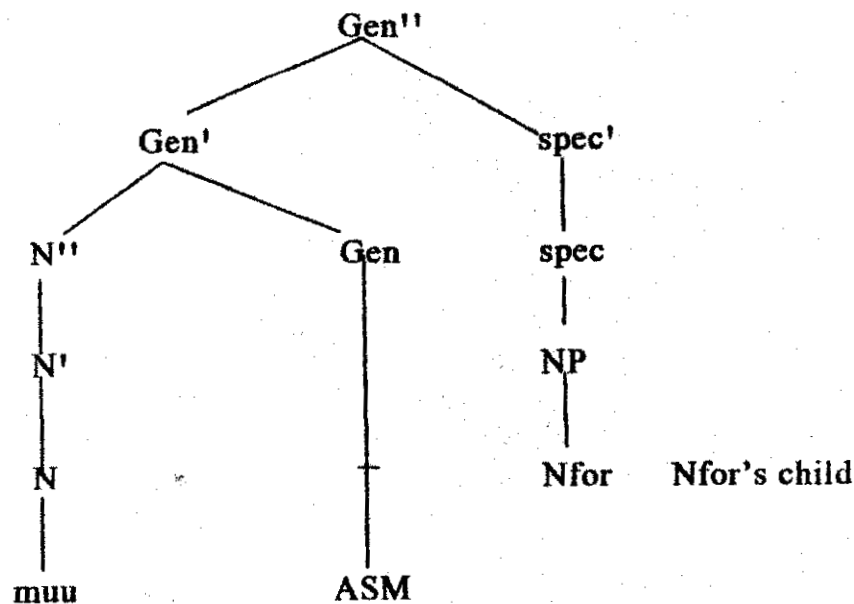 Gen''
Gen' spec'
N'' Gen spec
N' NP
N Nfor Nfor's child
muu ASM